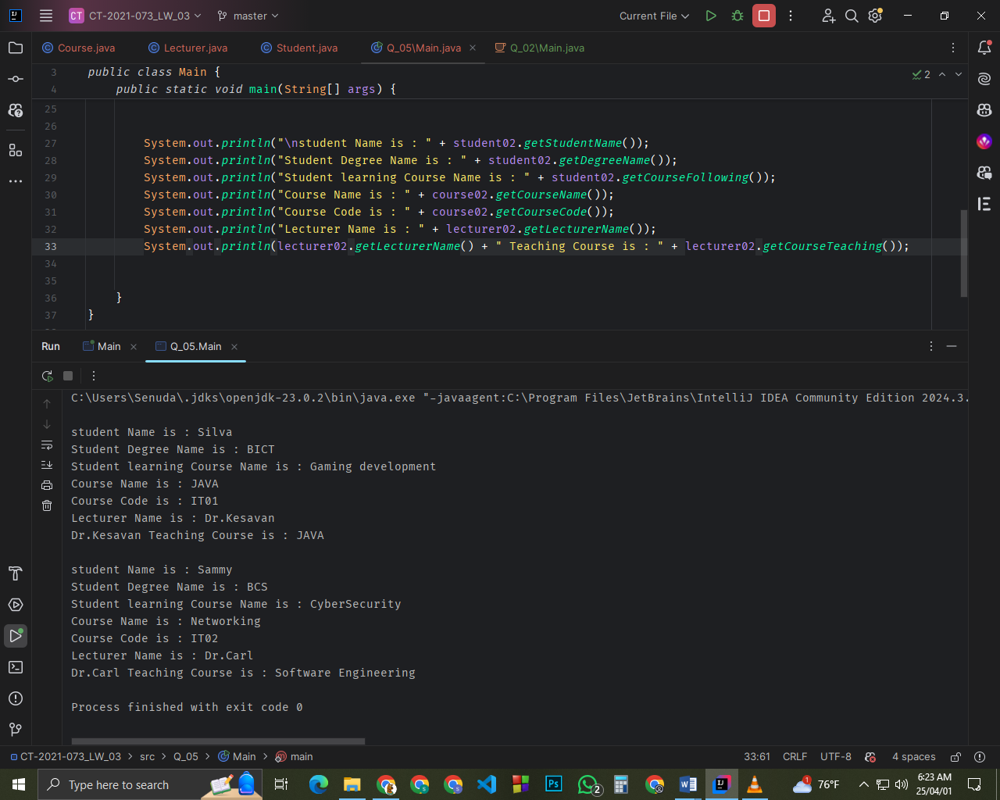 CT CT-2021-073_LW_03 master Current File
Course.java Lecturer.java Student.java Q_05\Main.java Q_02\Main.java
3 public class Main {
4 public static void main(String[] args) {
2
25
26
27 System.out.println("\nstudent Name is : " + student02.getStudentName());
28 System.out.println("Student Degree Name is : " + student02.getDegreeName());
29 System.out.println("Student learning Course Name is : " + student02.getCourseFollowing());
30 System.out.println("Course Name is : " + course02.getCourseName());
31 System.out.println("Course Code is : " + course02.getCourseCode());
32 System.out.println("Lecturer Name is : " + lecturer02.getLecturerName());
33 System.out.println(lecturer02.getLecturerName() + " Teaching Course is : " + lecturer02.getCourseTeaching());
34
35
36 }
37 }
Run Main Q_05.Main
C:\Users\Senuda\.jdks\openjdk-23.0.2\bin\java.exe "-javaagent:C:\Program Files\JetBrains\IntelliJ IDEA Community Edition 2024.3.
student Name is : Silva
Student Degree Name is : BICT
Student learning Course Name is : Gaming development
Course Name is : JAVA
Course Code is : IT01
Lecturer Name is : Dr.Kesavan
Dr.Kesavan Teaching Course is : JAVA
student Name is : Sammy
Student Degree Name is : BCS
Student learning Course Name is : CyberSecurity
Course Name is : Networking
Course Code is : IT02
Lecturer Name is : Dr.Carl
Dr.Carl Teaching Course is : Software Engineering
Process finished with exit code 0
CT-2021-073_LW_03 > src > Q_05 > Main > main 33:61 CRLF UTF-8 4 spaces
Type here to search 2 1 76°F 6:23 AM
25/04/01